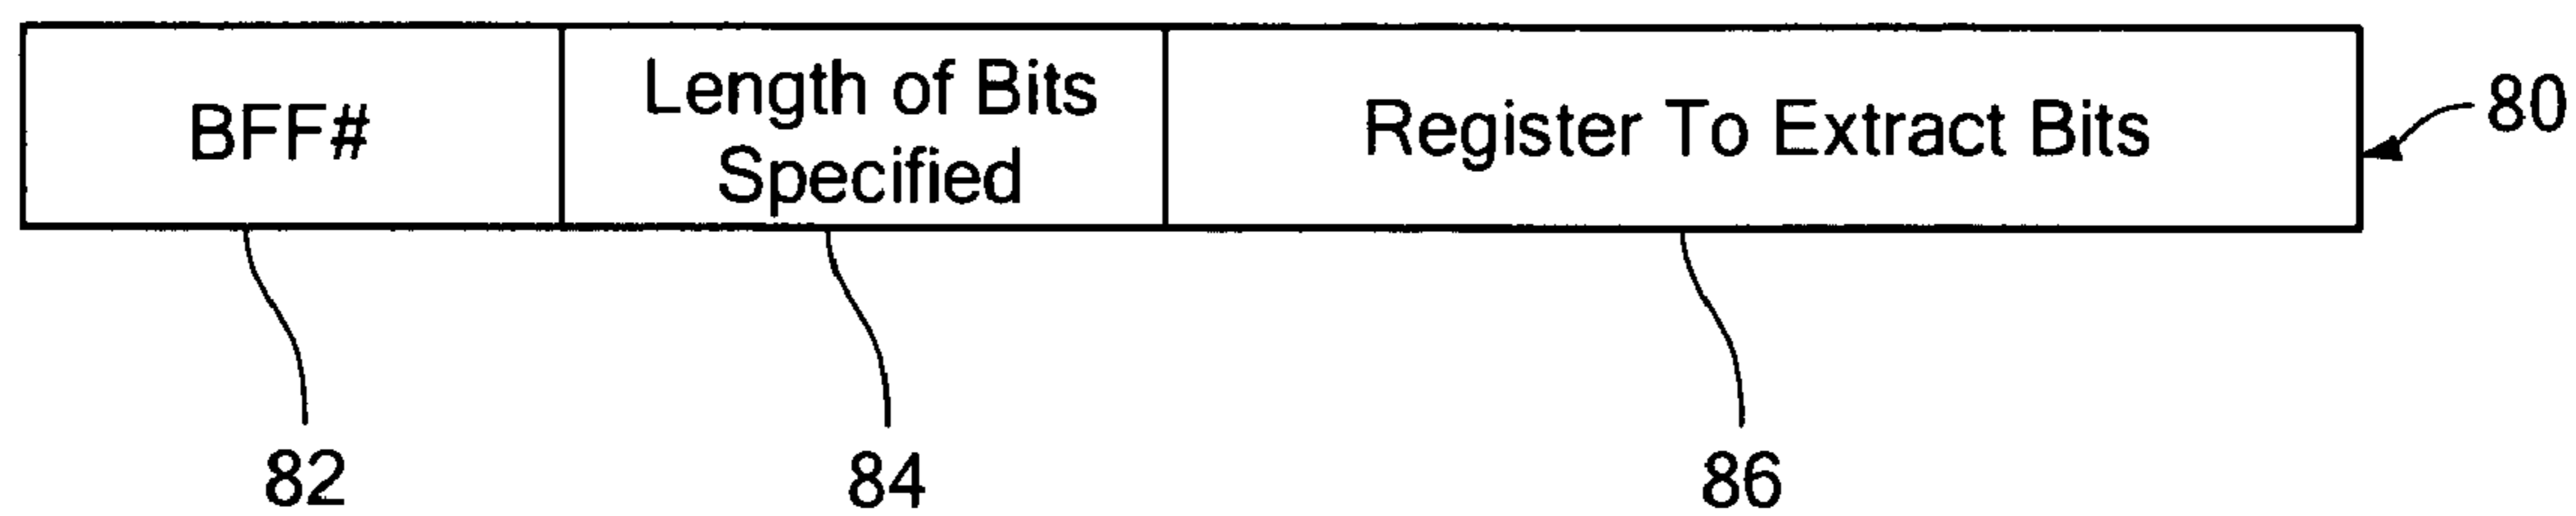 BFF#
Length of Bits
Specified
Register To Extract Bits
80
82
84
86